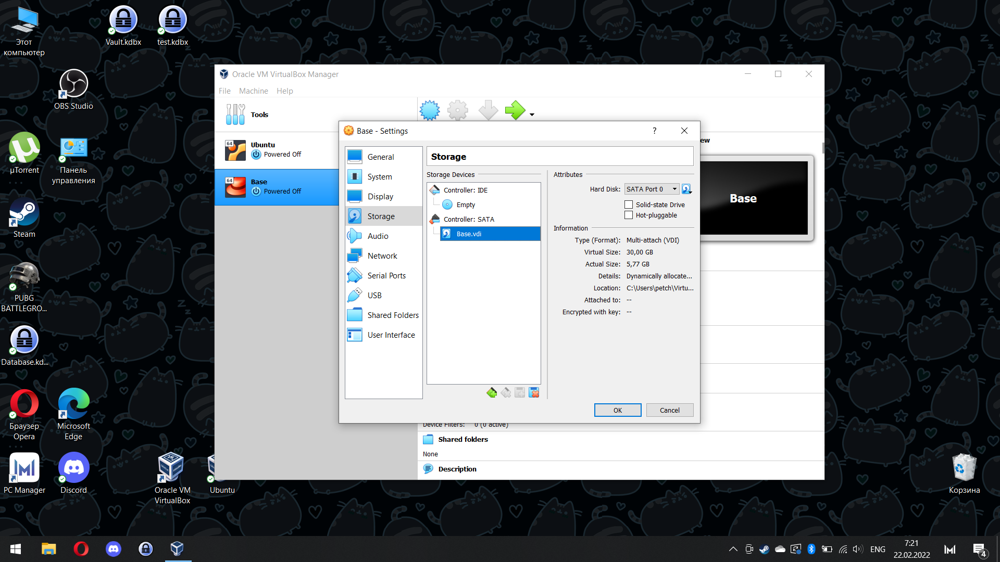 Этот
компьютер
Vault.kdbx
test.kdbx
OBS Studio
µTorrent
Панель
управления
Steam
PUBG
BATTLEGRO...
Database.kd...
Браузер
Opera
Microsoft
Edge
PC Manager
Discord
Oracle VM
VirtualBox
Ubuntu
Корзина
Oracle VM VirtualBox Manager
File Machine Help
Tools
64
Ubuntu
Powered Off
64
Base
Powered Off
ew
Base
Base - Settings
?
General
System
Display
Storage
Audio
Network
Serial Ports
USB
Shared Folders
User Interface
Storage
Storage Devices
Controller: IDE
Empty
Controller: SATA
Base.vdi
Attributes
Hard Disk: SATA Port 0
Solid-state Drive
Hot-pluggable
Information
Type (Format): Multi-attach (VDI)
Virtual Size: 30,00 GB
Actual Size: 5,77 GB
Details: Dynamically allocate...
Location: C:\Users\petch\Virtu...
Attached to: --
Encrypted with key: --
OK Cancel
Device Filters: 0 (0 active)
Shared folders
None
Description
ENG
7:21
22.02.2022
4